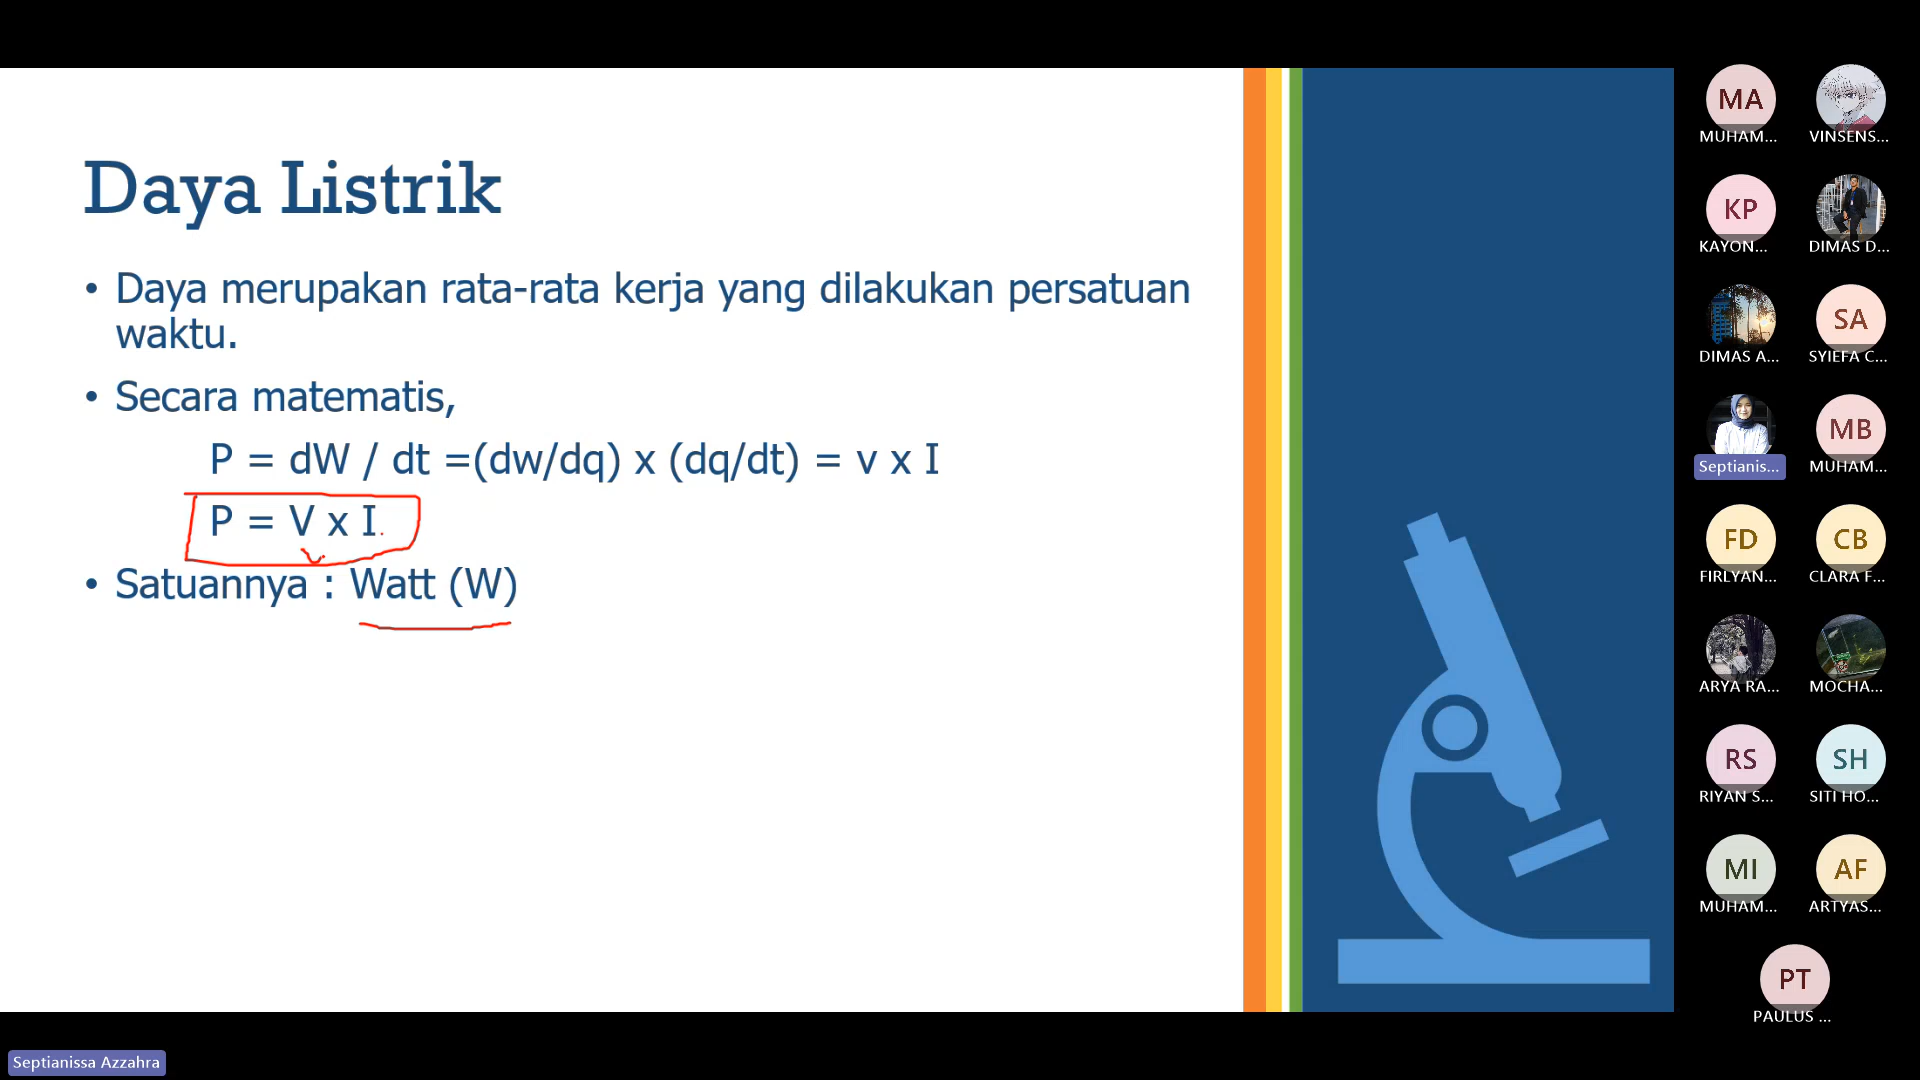 Daya Listrik
• Daya merupakan rata-rata kerja yang dilakukan persatuan
waktu.
• Secara matematis,
P = dW / dt =(dw/dq) x (dq/dt) = v x I
P = V x I
• Satuannya : Watt (W)
MA
MUHAM...
VINSENS...
KP
KAYON...
DIMAS D...
DIMAS A...
SA
SYIEFA C...
Septianis...
MB
MUHAM...
FD
FIRLYAN...
CB
CLARA F...
ARYA RA...
MOCHA...
RS
RIYAN S...
SH
SITI HO...
MI
MUHAM...
AF
ARTYAS...
PT
PAULUS ...
Septianissa Azzahra